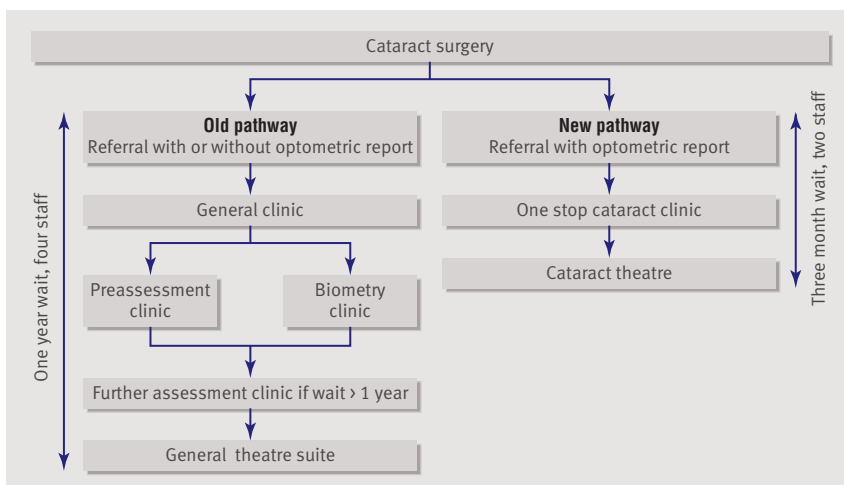 Cataract surgery
One year wait, four staff
Old pathway
Referral with or without optometric report
General clinic
Preassessment
clinic
Biometry
clinic
Further assessment clinic if wait > 1 year
General theatre suite
New pathway
Referral with optometric report
One stop cataract clinic
Cataract theatre
Three month wait, two staff